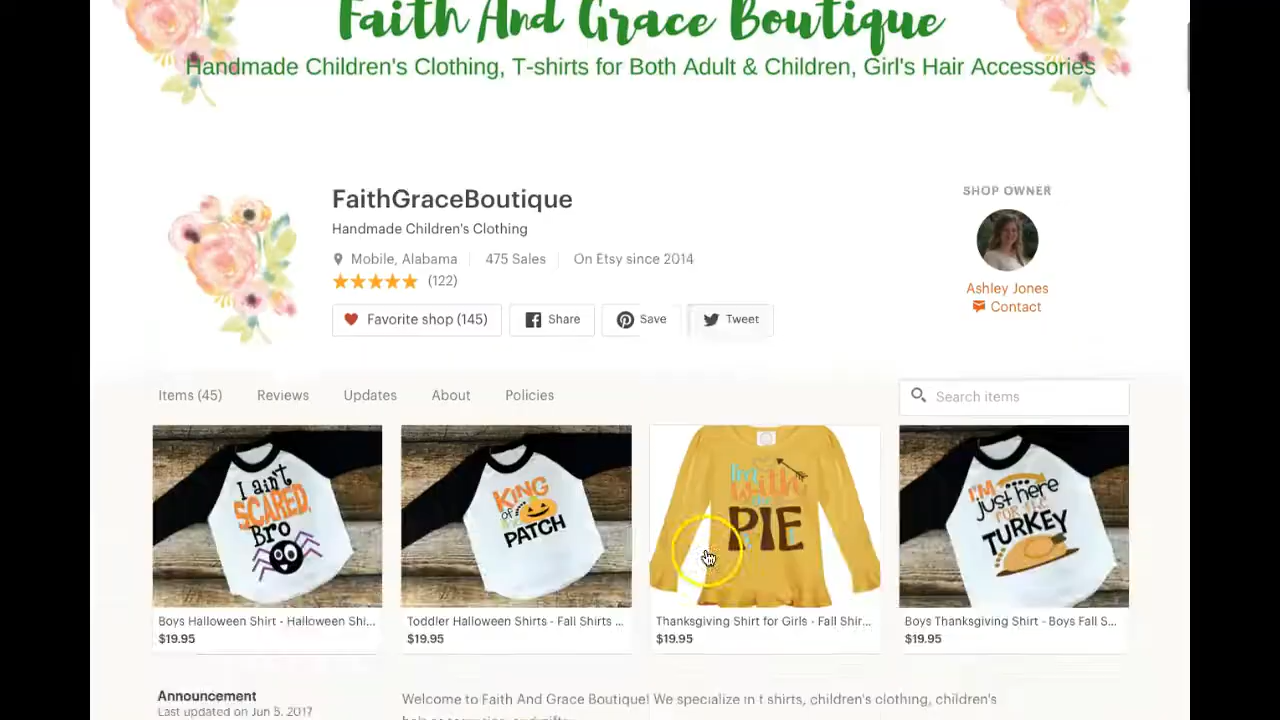 Faith And Grace Boutique
Handmade Children's Clothing, T-shirts for Both Adult & Children, Girl's Hair Accessories
FaithGraceBoutique
Handmade Children's Clothing
Mobile, Alabama 475 Sales On Etsy since 2014
(122)
Favorite shop (145) Share Save Tweet
SHOP OWNER
Ashley Jones
Contact
Items (45) Reviews Updates About Policies
Search items
I ain't
SCARED
Bro
KING
of
PATCH
with
PIE
I'M
just here
TURKEY
Boys Halloween Shirt - Halloween Shi...
$19.95
Toddler Halloween Shirts - Fall Shirts ...
$19.95
Thanksgiving Shirt for Girls - Fall Shir...
$19.95
Boys Thanksgiving Shirt - Boys Fall S...
$19.95
Announcement
Last updated on Jun 5, 2017
Welcome to Faith And Grace Boutique! We specialize in t shirts, children's clothing, children's